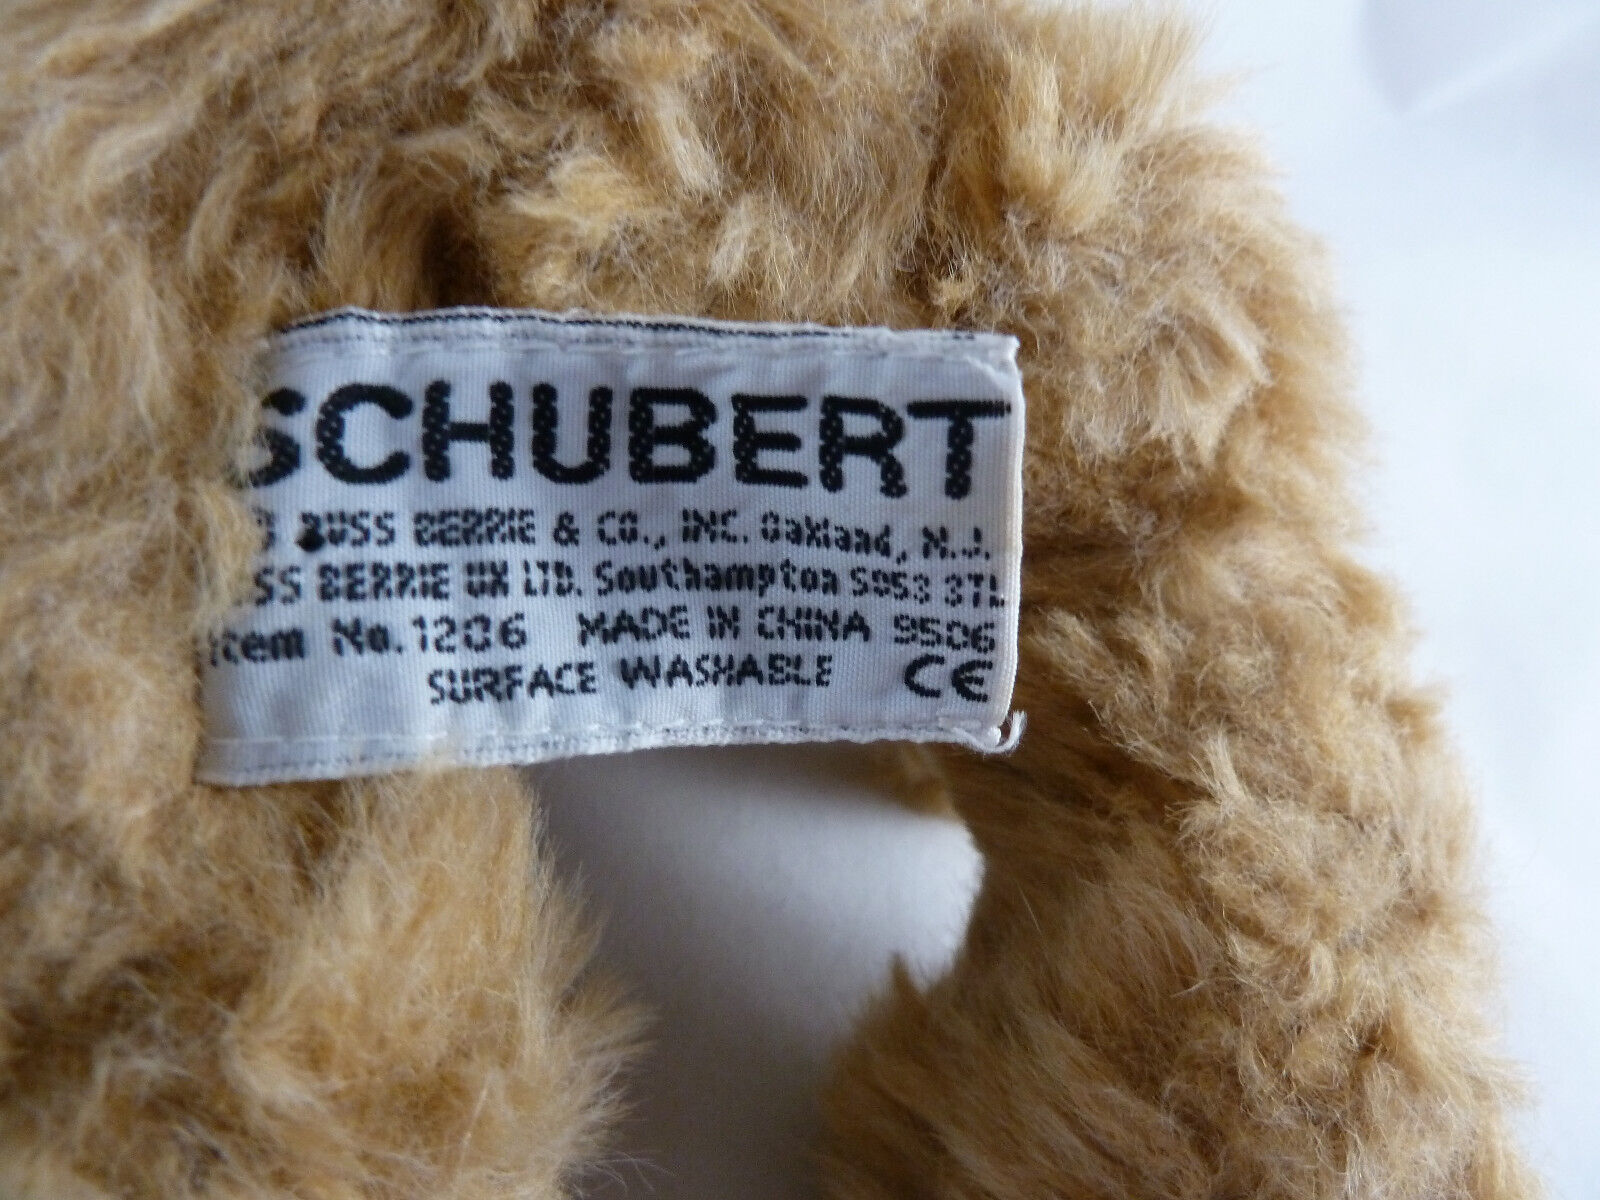 SCHUBERT
RUSS BERRIE & CO., INC. Oakland, N.J.
SS BERRIE UK LTD. Southampton SO53 3TL
Item No. 1206 MADE IN CHINA 9506
SURFACE WASHABLE CE